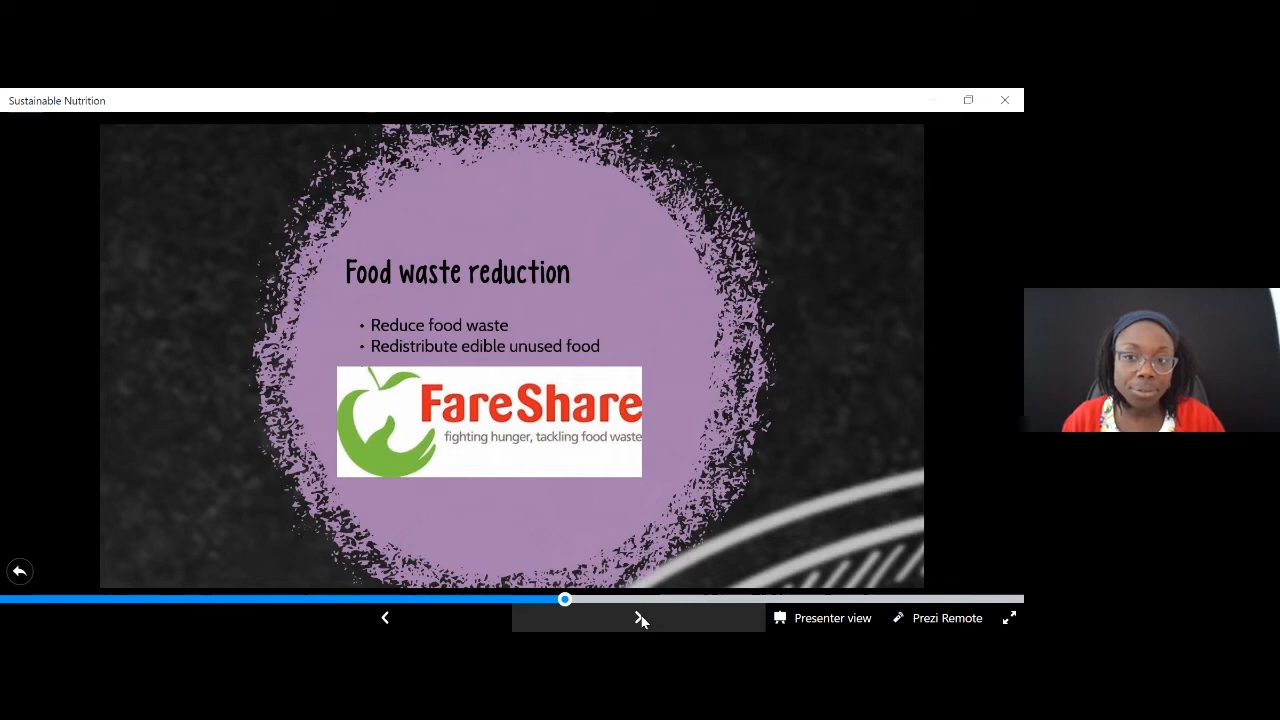 Sustainable Nutrition
Food waste reduction
• Reduce food waste
• Redistribute edible unused food
FareShare
fighting hunger, tackling food waste
Presenter view
Prezi Remote